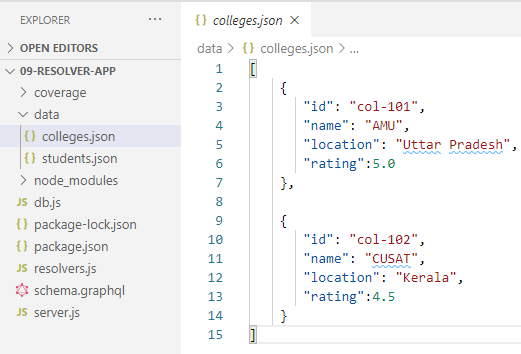 EXPLORER
...
OPEN EDITORS
09-RESOLVER-APP
coverage
data
{} colleges.json
{} students.json
node_modules
JS db.js
{} package-lock.json
{} package.json
JS resolvers.js
schema.graphql
JS server.js
{} colleges.json ×
data > {} colleges.json > ...
1 [
2 {
3 "id": "col-101",
4 "name": "AMU",
5 "location": "Uttar Pradesh",
6 "rating":5.0
7 },
8
9 {
10 "id": "col-102",
11 "name": "CUSAT",
12 "location": "Kerala",
13 "rating":4.5
14 }
15 ]